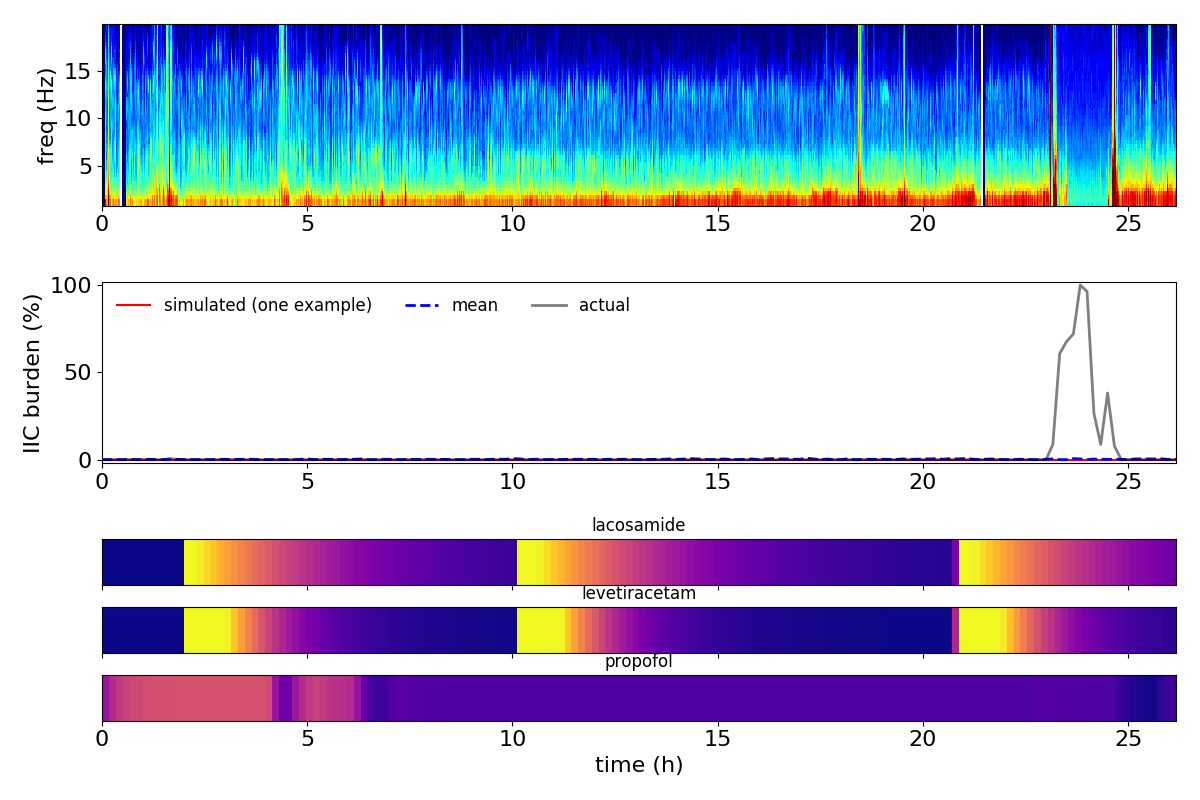 freq (Hz)
15
10
5
0 5 10 15 20 25
IIC burden (%)
100
50
0
simulated (one example) mean actual
0 5 10 15 20 25
lacosamide
levetiracetam
propofol
0 5 10 15 20 25
time (h)